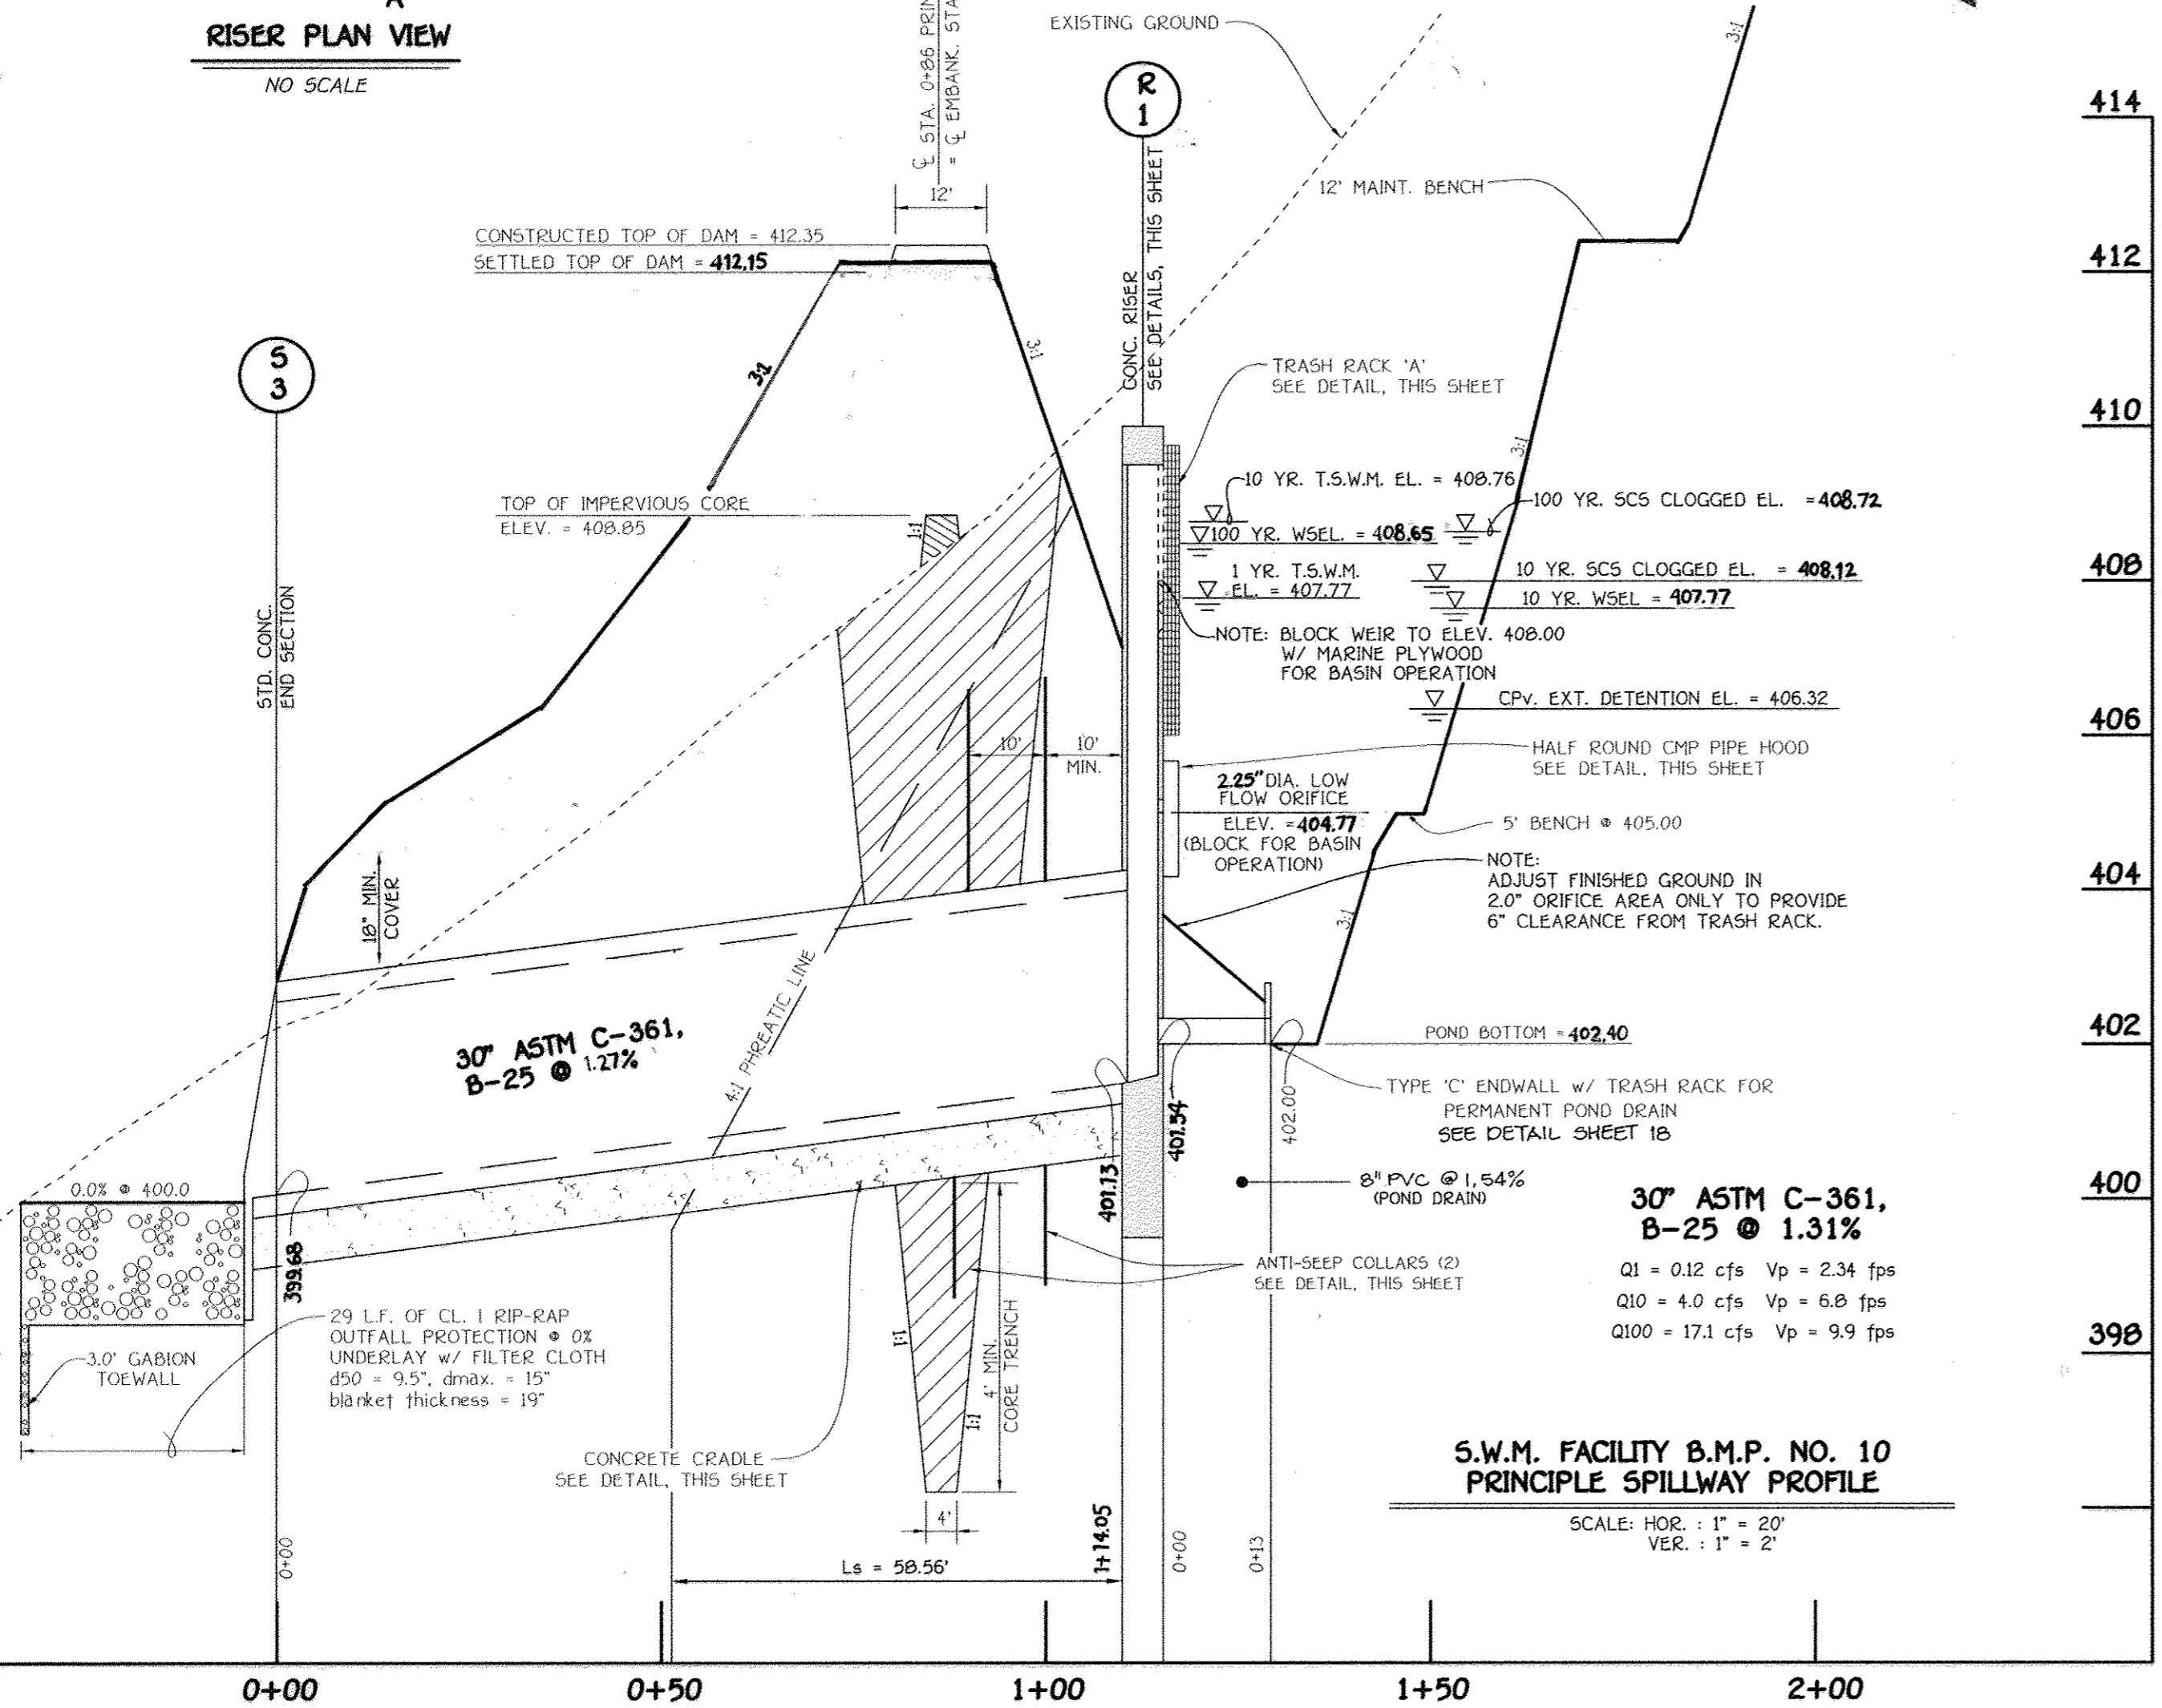 A
RISER PLAN VIEW
NO SCALE
℄ STA. 0+86 PRIN
= ℄ EMBANK. STA
EXISTING GROUND
R
1
CONC. RISER
SEE DETAILS, THIS SHEET
3:1
12' MAINT. BENCH
12'
CONSTRUCTED TOP OF DAM = 412.35
SETTLED TOP OF DAM = 412.15
S
3
STD. CONC.
END SECTION
3:1
TRASH RACK 'A'
SEE DETAIL, THIS SHEET
TOP OF IMPERVIOUS CORE
ELEV. = 408.85
1:1
3:1
10 YR. T.S.W.M. EL. = 408.76
100 YR. SCS CLOGGED EL. = 408.72
100 YR. WSEL. = 408.65
1 YR. T.S.W.M.
EL. = 407.77
10 YR. SCS CLOGGED EL. = 408.12
10 YR. WSEL = 407.77
NOTE: BLOCK WEIR TO ELEV. 408.00
W/ MARINE PLYWOOD
FOR BASIN OPERATION
CPv. EXT. DETENTION EL. = 406.32
10'
10'
MIN.
HALF ROUND CMP PIPE HOOD
SEE DETAIL, THIS SHEET
2.25" DIA. LOW
FLOW ORIFICE
ELEV. = 404.77
(BLOCK FOR BASIN
OPERATION)
5' BENCH @ 405.00
NOTE:
ADJUST FINISHED GROUND IN
2.0" ORIFICE AREA ONLY TO PROVIDE
6" CLEARANCE FROM TRASH RACK.
3:1
18" MIN.
COVER
4:1 PHREATIC LINE
30" ASTM C-361,
B-25 @ 1.27%
POND BOTTOM = 402.40
TYPE 'C' ENDWALL w/ TRASH RACK FOR
PERMANENT POND DRAIN
SEE DETAIL SHEET 18
401.13
401.54
402.00
8" PVC @ 1.54%
(POND DRAIN)
0.0% @ 400.0
399.68
30" ASTM C-361,
B-25 @ 1.31%
Q1 = 0.12 cfs Vp = 2.34 fps
Q10 = 4.0 cfs Vp = 6.8 fps
Q100 = 17.1 cfs Vp = 9.9 fps
ANTI-SEEP COLLARS (2)
SEE DETAIL, THIS SHEET
29 L.F. OF CL. I RIP-RAP
OUTFALL PROTECTION @ 0%
UNDERLAY w/ FILTER CLOTH
d50 = 9.5", dmax. = 15"
blanket thickness = 19"
3.0' GABION
TOEWALL
1:1
1:1
4' MIN.
CORE TRENCH
CONCRETE CRADLE
SEE DETAIL, THIS SHEET
4'
Ls = 58.56'
0+00
1+14.05
0+00
0+13
S.W.M. FACILITY B.M.P. NO. 10
PRINCIPLE SPILLWAY PROFILE
SCALE: HOR. : 1" = 20'
VER. : 1" = 2'
414
412
410
408
406
404
402
400
398
0+00
0+50
1+00
1+50
2+00